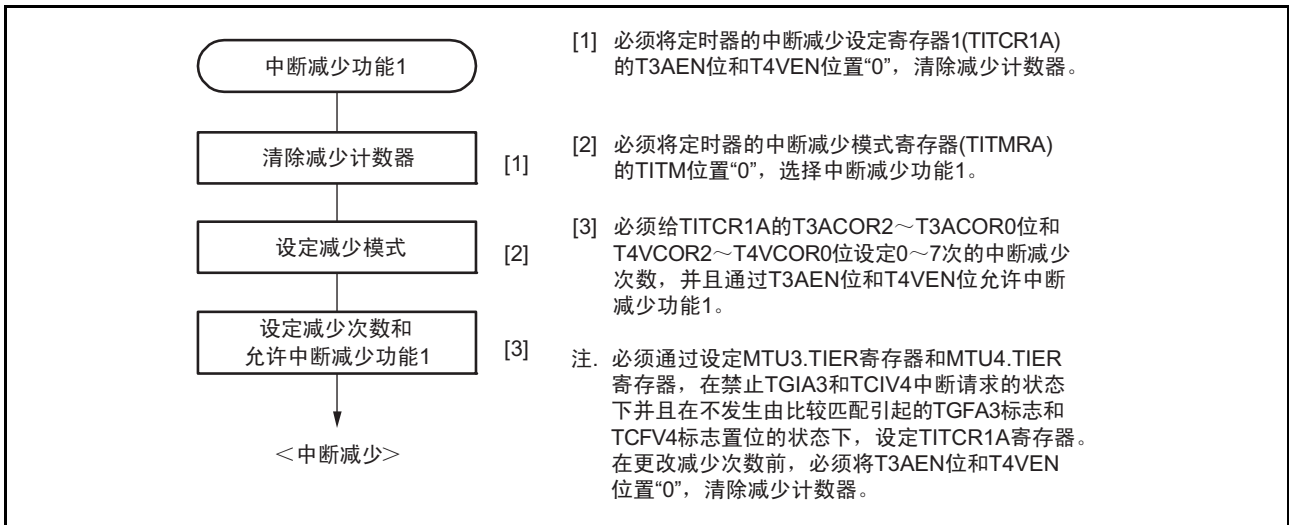 中断减少功能1
清除减少计数器
[1]
设定减少模式
[2]
设定减少次数和
允许中断减少功能1
[3]
＜中断减少＞
[1] 必须将定时器的中断减少设定寄存器1(TITCR1A)
的T3AEN位和T4VEN位置“0”，清除减少计数器。
[2] 必须将定时器的中断减少模式寄存器(TITMRA)
的TITM位置“0”，选择中断减少功能1。
[3] 必须给TITCR1A的T3ACOR2～T3ACOR0位和
T4VCOR2～T4VCOR0位设定0～7次的中断减少
次数，并且通过T3AEN位和T4VEN位允许中断
减少功能1。
注. 必须通过设定MTU3.TIER寄存器和MTU4.TIER
寄存器，在禁止TGIA3和TCIV4中断请求的状态
下并且在不发生由比较匹配引起的TGFA3标志和
TCFV4标志置位的状态下，设定TITCR1A寄存器。
在更改减少次数前，必须将T3AEN位和T4VEN
位置“0”，清除减少计数器。